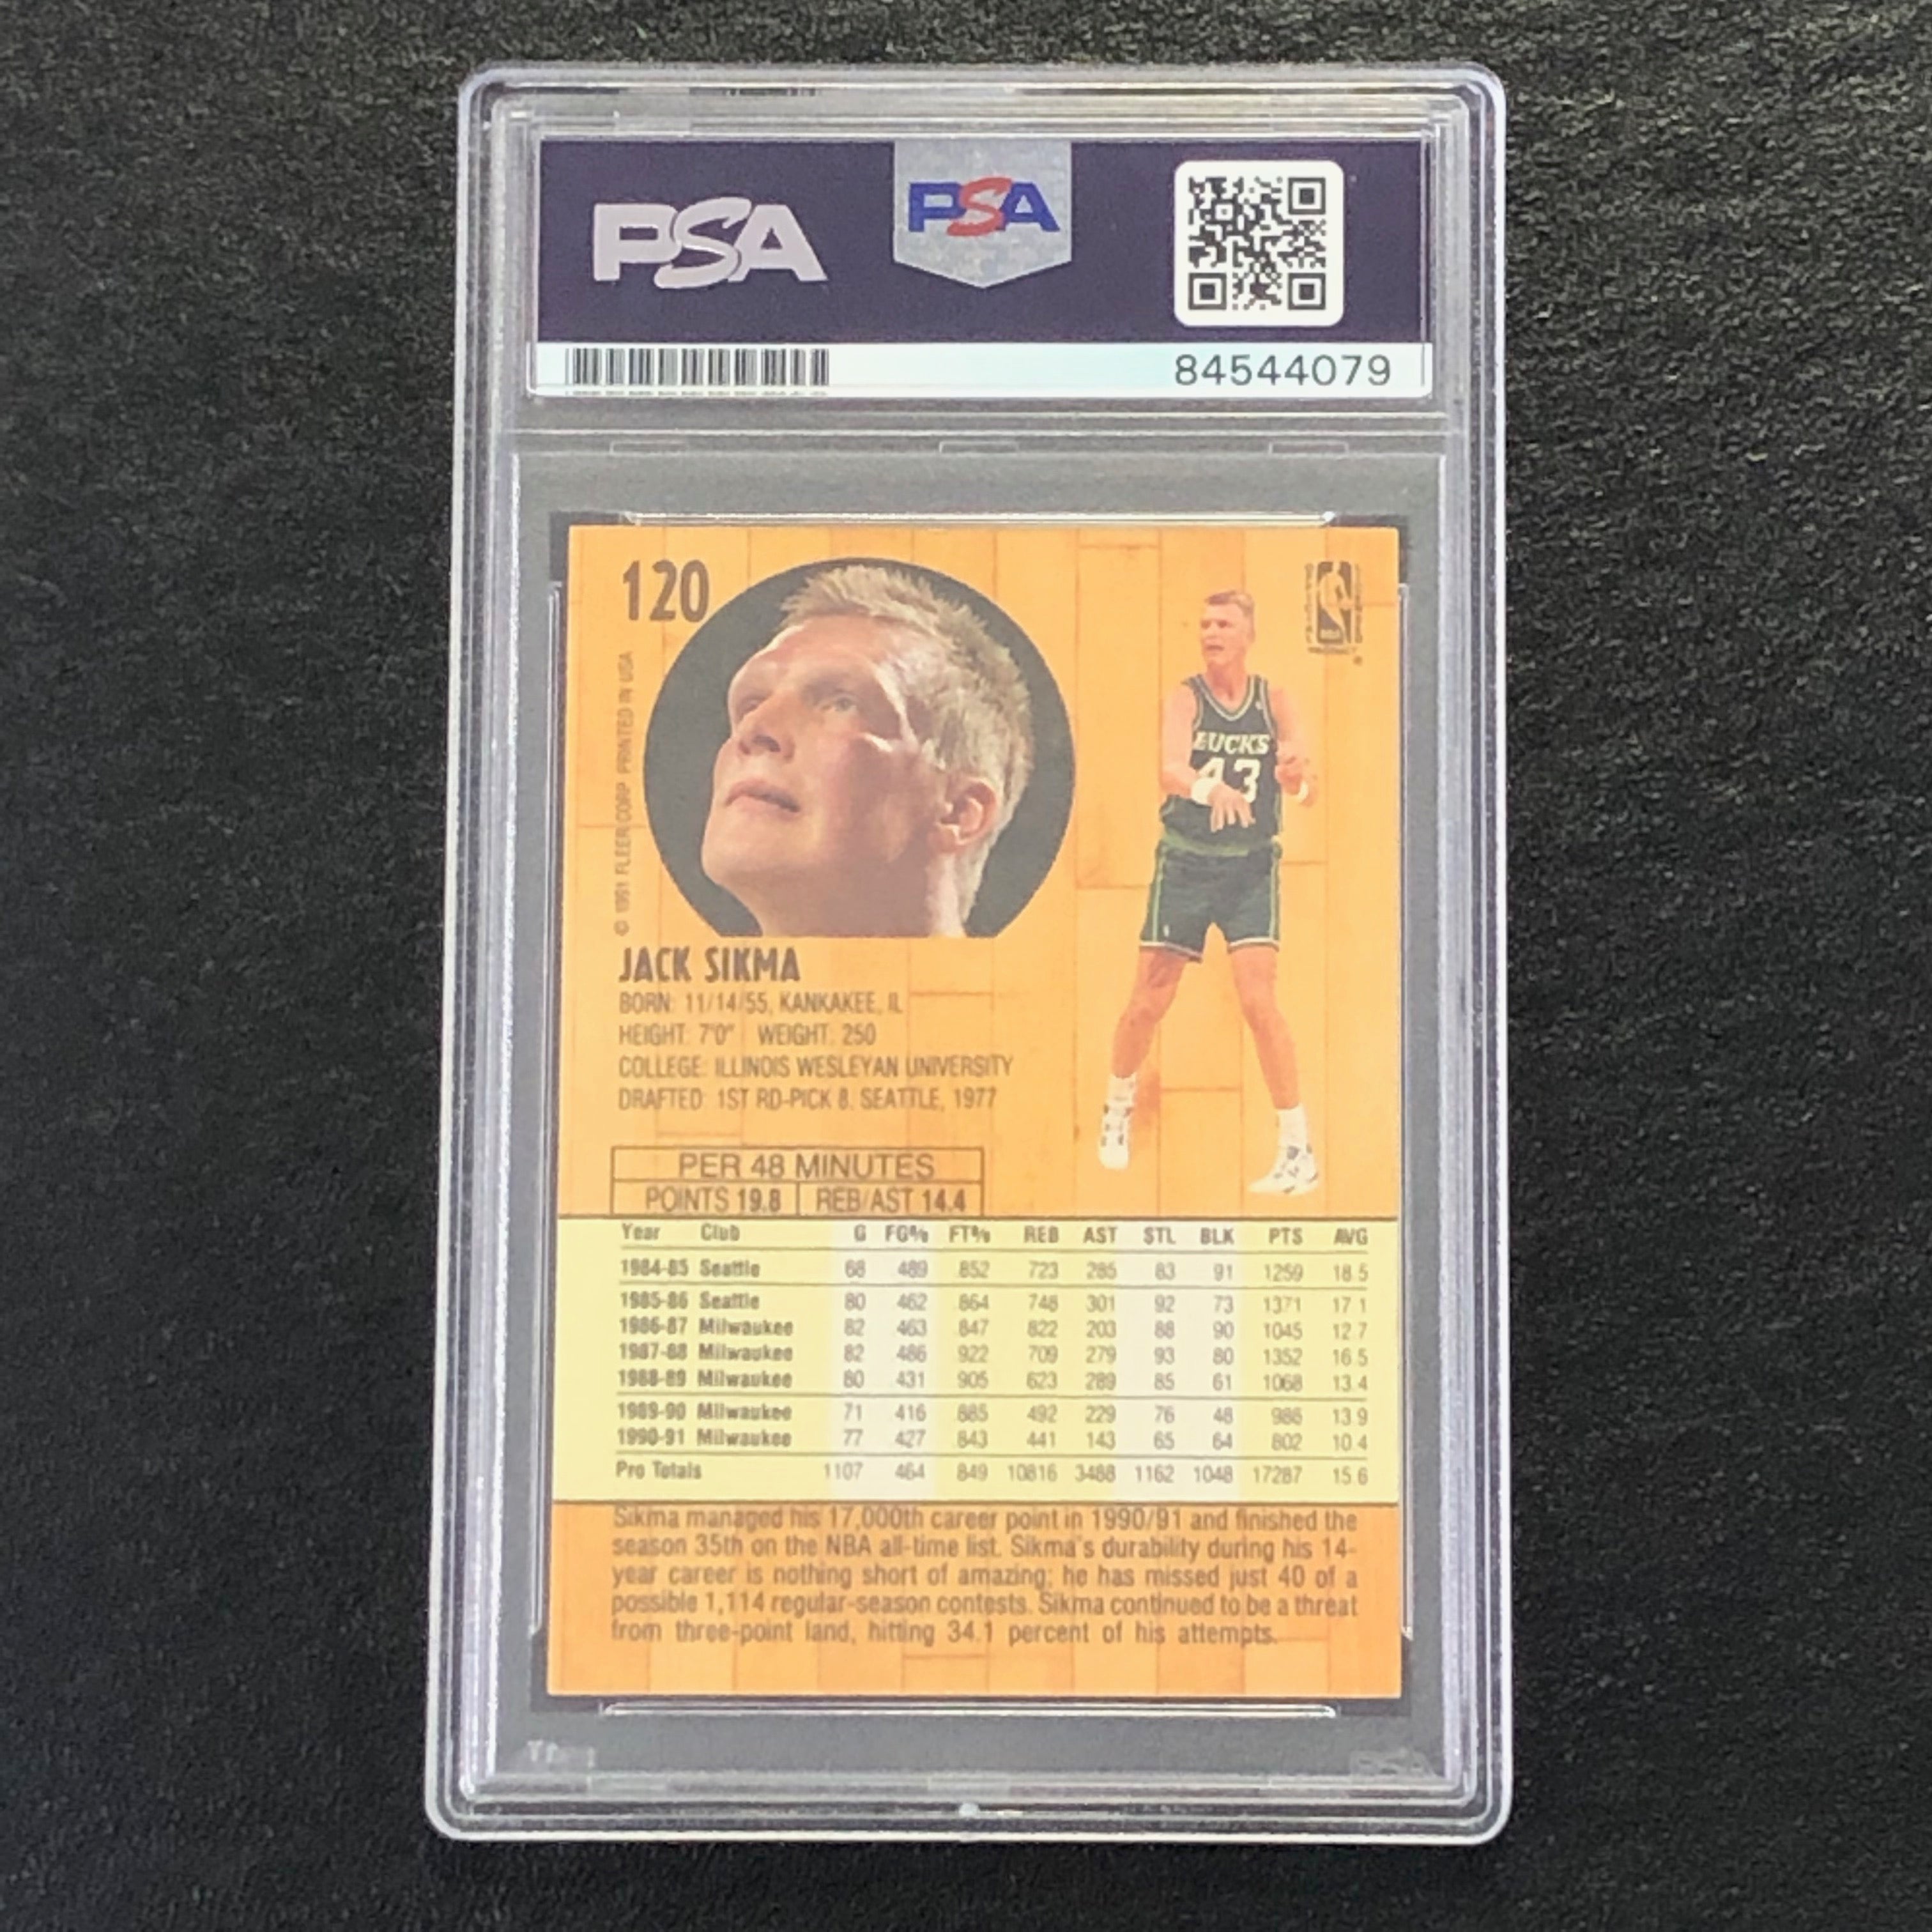 PSA
PSA
84544079
120
© 1991 FLEER CORP. PRINTED IN USA
BUCKS
43
JACK SIKMA
BORN: 11/14/55, KANKAKEE, IL
HEIGHT: 7'0" WEIGHT: 250
COLLEGE: ILLINOIS WESLEYAN UNIVERSITY
DRAFTED: 1ST RD-PICK 8, SEATTLE, 1977
PER 48 MINUTES
POINTS 19.8 REB/AST 14.4
Year Club G FG% FT% REB AST STL BLK PTS AVG
1984-85 Seattle 68 .489 .852 723 285 83 91 1259 18.5
1985-86 Seattle 80 .462 .864 748 301 92 73 1371 17.1
1986-87 Milwaukee 82 .463 .847 822 203 88 90 1045 12.7
1987-88 Milwaukee 82 .486 .922 709 279 93 80 1352 16.5
1988-89 Milwaukee 80 .431 .905 623 289 85 61 1068 13.4
1989-90 Milwaukee 71 .416 .885 492 229 76 48 986 13.9
1990-91 Milwaukee 77 .427 .843 441 143 65 64 802 10.4
Pro Totals 1107 .464 .849 10816 3488 1162 1048 17287 15.6
Sikma managed his 17,000th career point in 1990/91 and finished the
season 35th on the NBA all-time list. Sikma's durability during his 14-
year career is nothing short of amazing; he has missed just 40 of a
possible 1,114 regular-season contests. Sikma continued to be a threat
from three-point land, hitting 34.1 percent of his attempts.